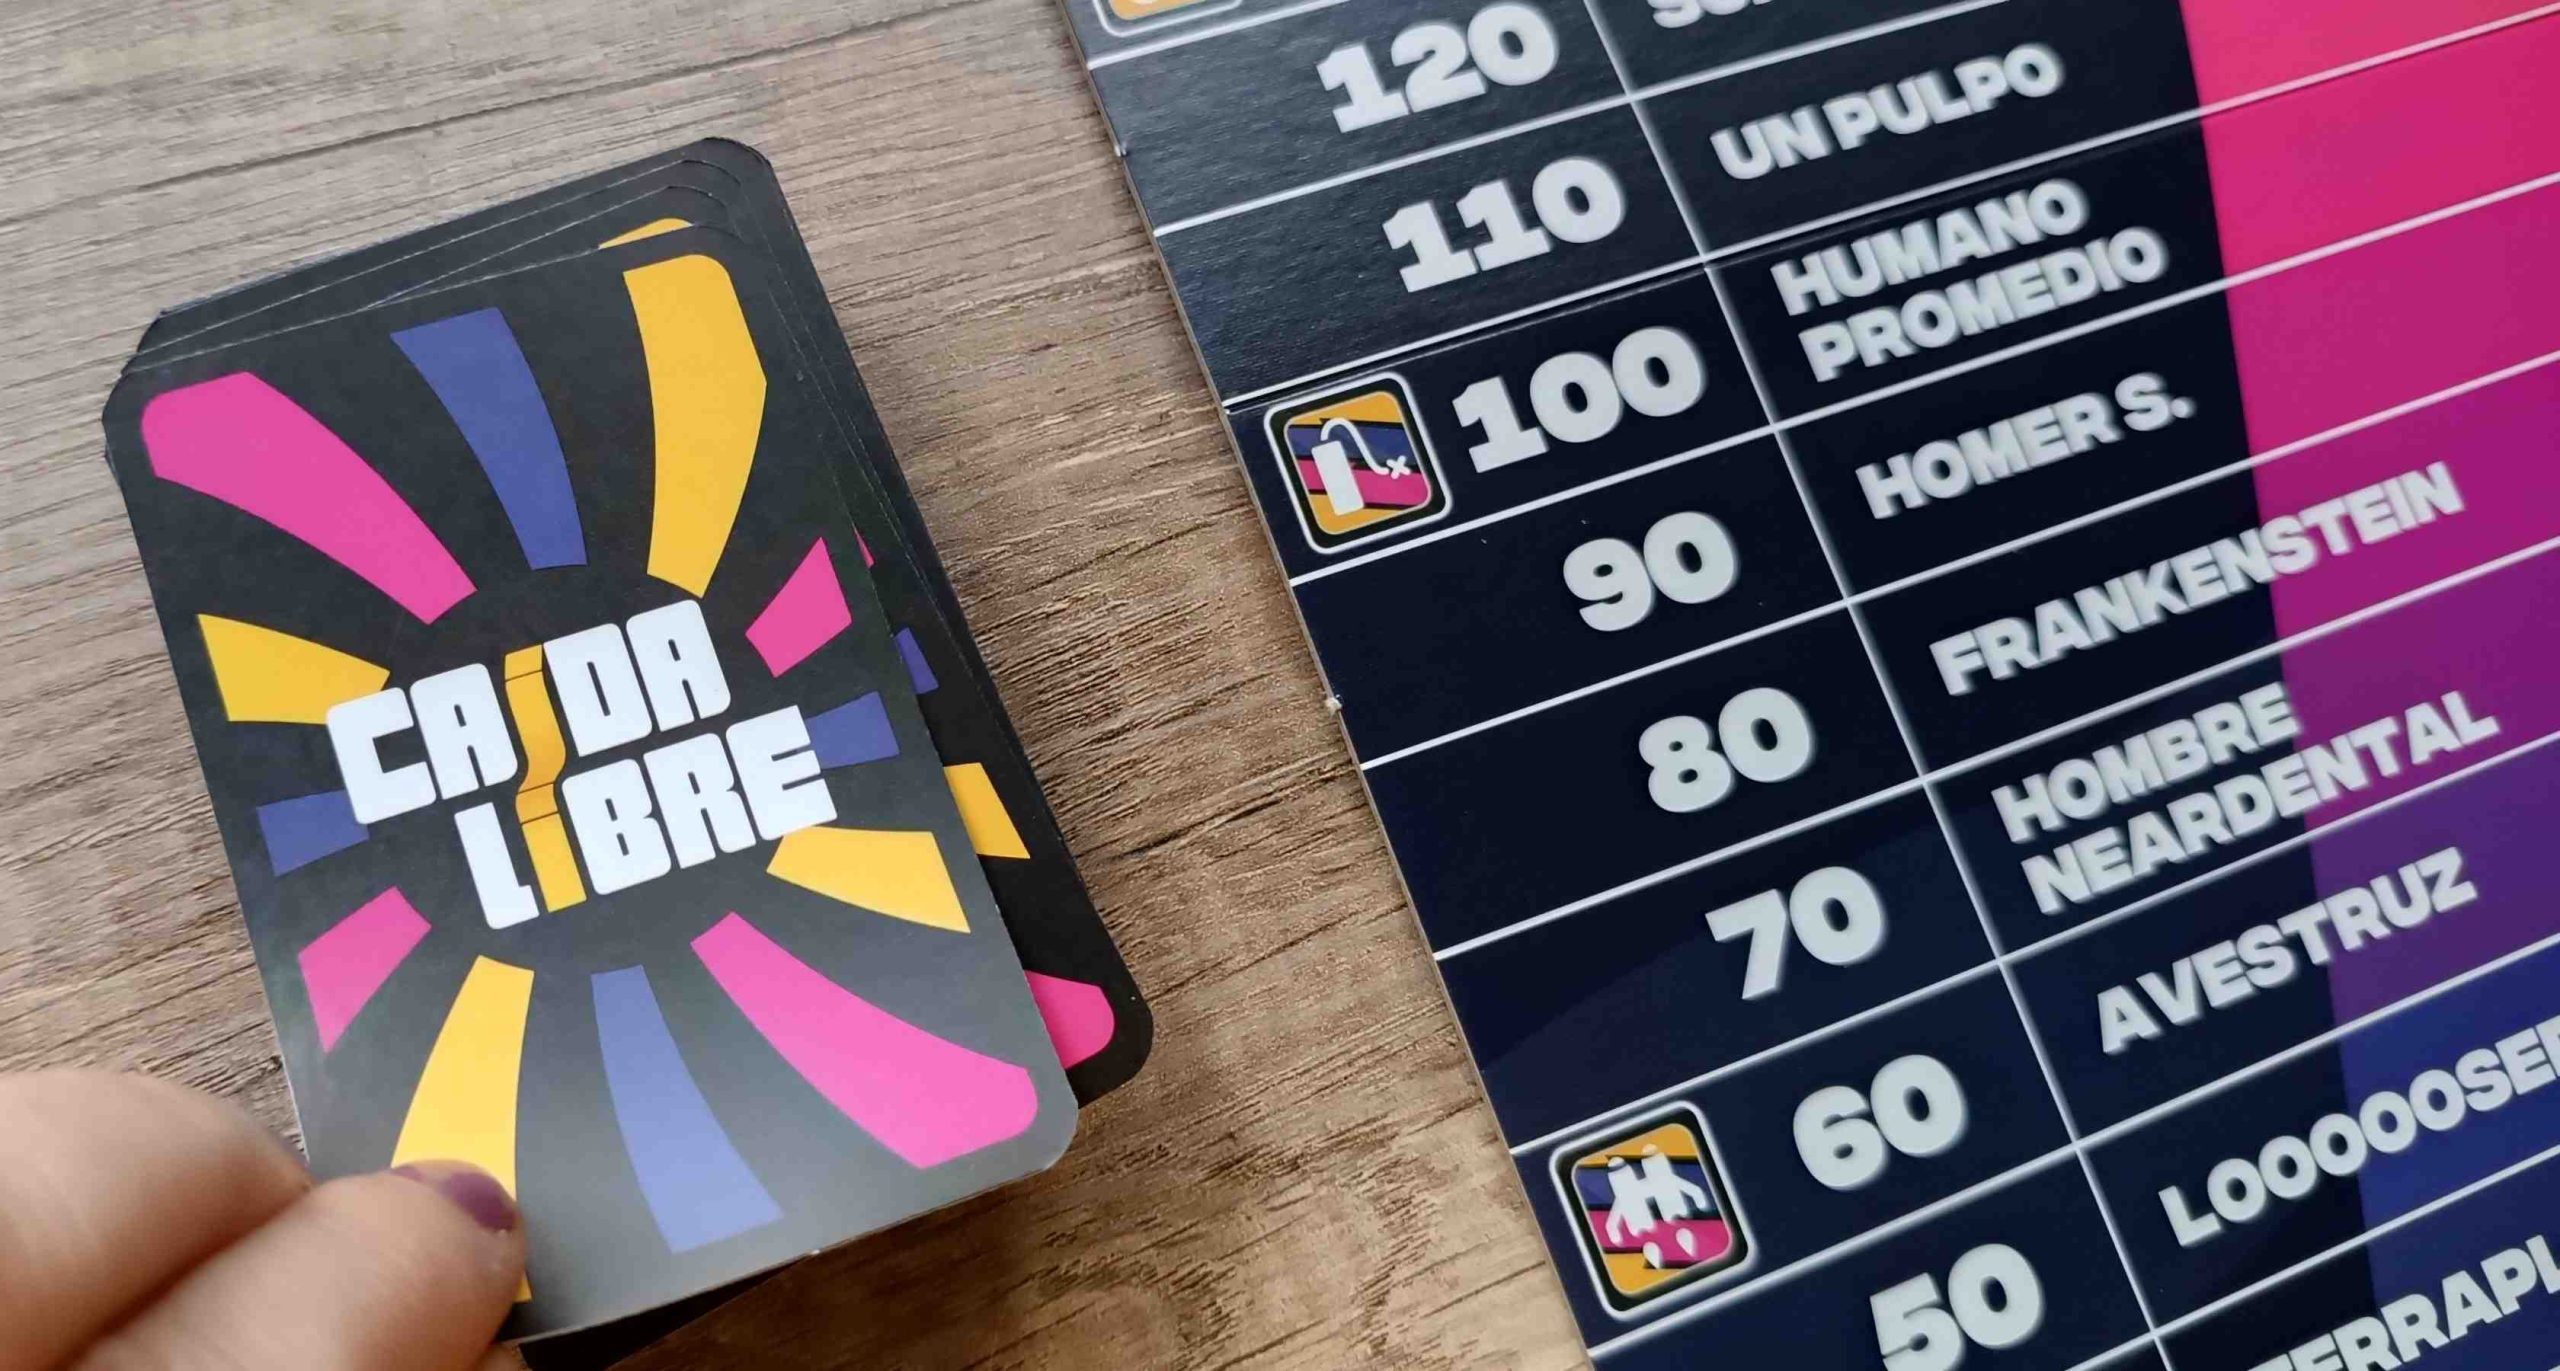 CAIDA
LIBRE
120
110 UN PULPO
100 HUMANO
PROMEDIO
90 HOMER S.
80 FRANKENSTEIN
70 HOMBRE
NEARDENTAL
60 AVESTRUZ
50